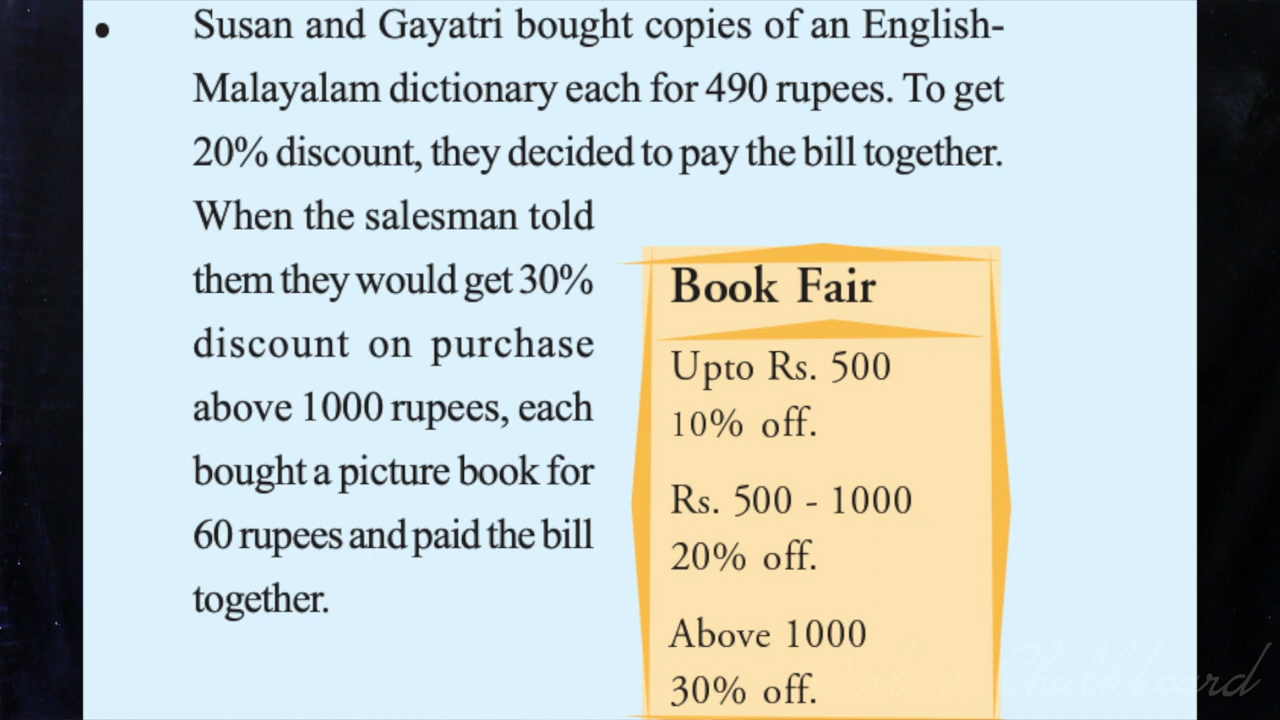 • Susan and Gayatri bought copies of an English-
Malayalam dictionary each for 490 rupees. To get
20% discount, they decided to pay the bill together.
When the salesman told
them they would get 30%
discount on purchase
above 1000 rupees, each
bought a picture book for
60 rupees and paid the bill
together.
Book Fair
Upto Rs. 500
10% off.
Rs. 500 - 1000
20% off.
Above 1000
30% off.
Online Chalkboard